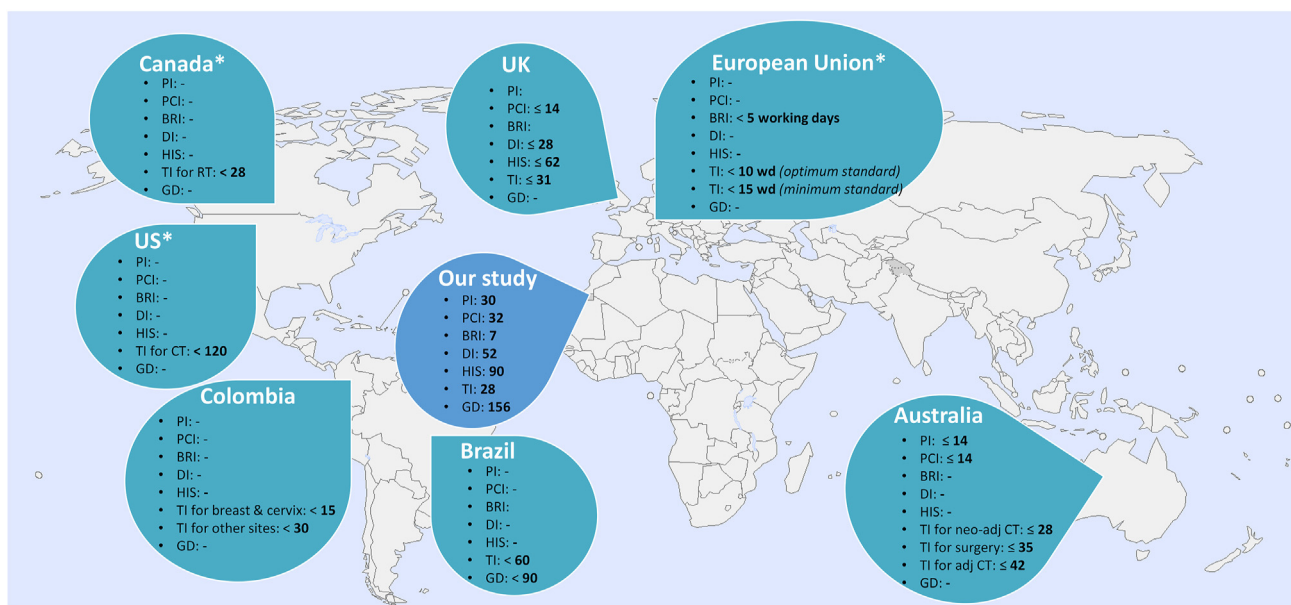 Canada*
• PI: -
• PCI: -
• BRI: -
• DI: -
• HIS: -
• TI for RT: < 28
• GD: -
UK
• PI:
• PCI: ≤ 14
• BRI:
• DI: ≤ 28
• HIS: ≤ 62
• TI: ≤ 31
• GD: -
European Union*
• PI: -
• PCI: -
• BRI: < 5 working days
• DI: -
• HIS: -
• TI: < 10 wd (optimum standard)
• TI: < 15 wd (minimum standard)
• GD: -
US*
• PI: -
• PCI: -
• BRI: -
• DI: -
• HIS: -
• TI for CT: < 120
• GD: -
Our study
• PI: 30
• PCI: 32
• BRI: 7
• DI: 52
• HIS: 90
• TI: 28
• GD: 156
Colombia
• PI: -
• PCI: -
• BRI: -
• DI: -
• HIS: -
• TI for breast & cervix: < 15
• TI for other sites: < 30
• GD: -
Brazil
• PI: -
• PCI: -
• BRI:
• DI: -
• HIS: -
• TI: < 60
• GD: < 90
Australia
• PI: ≤ 14
• PCI: ≤ 14
• BRI: -
• DI: -
• HIS: -
• TI for neo-adj CT: ≤ 28
• TI for surgery: ≤ 35
• TI for adj CT: ≤ 42
• GD: -